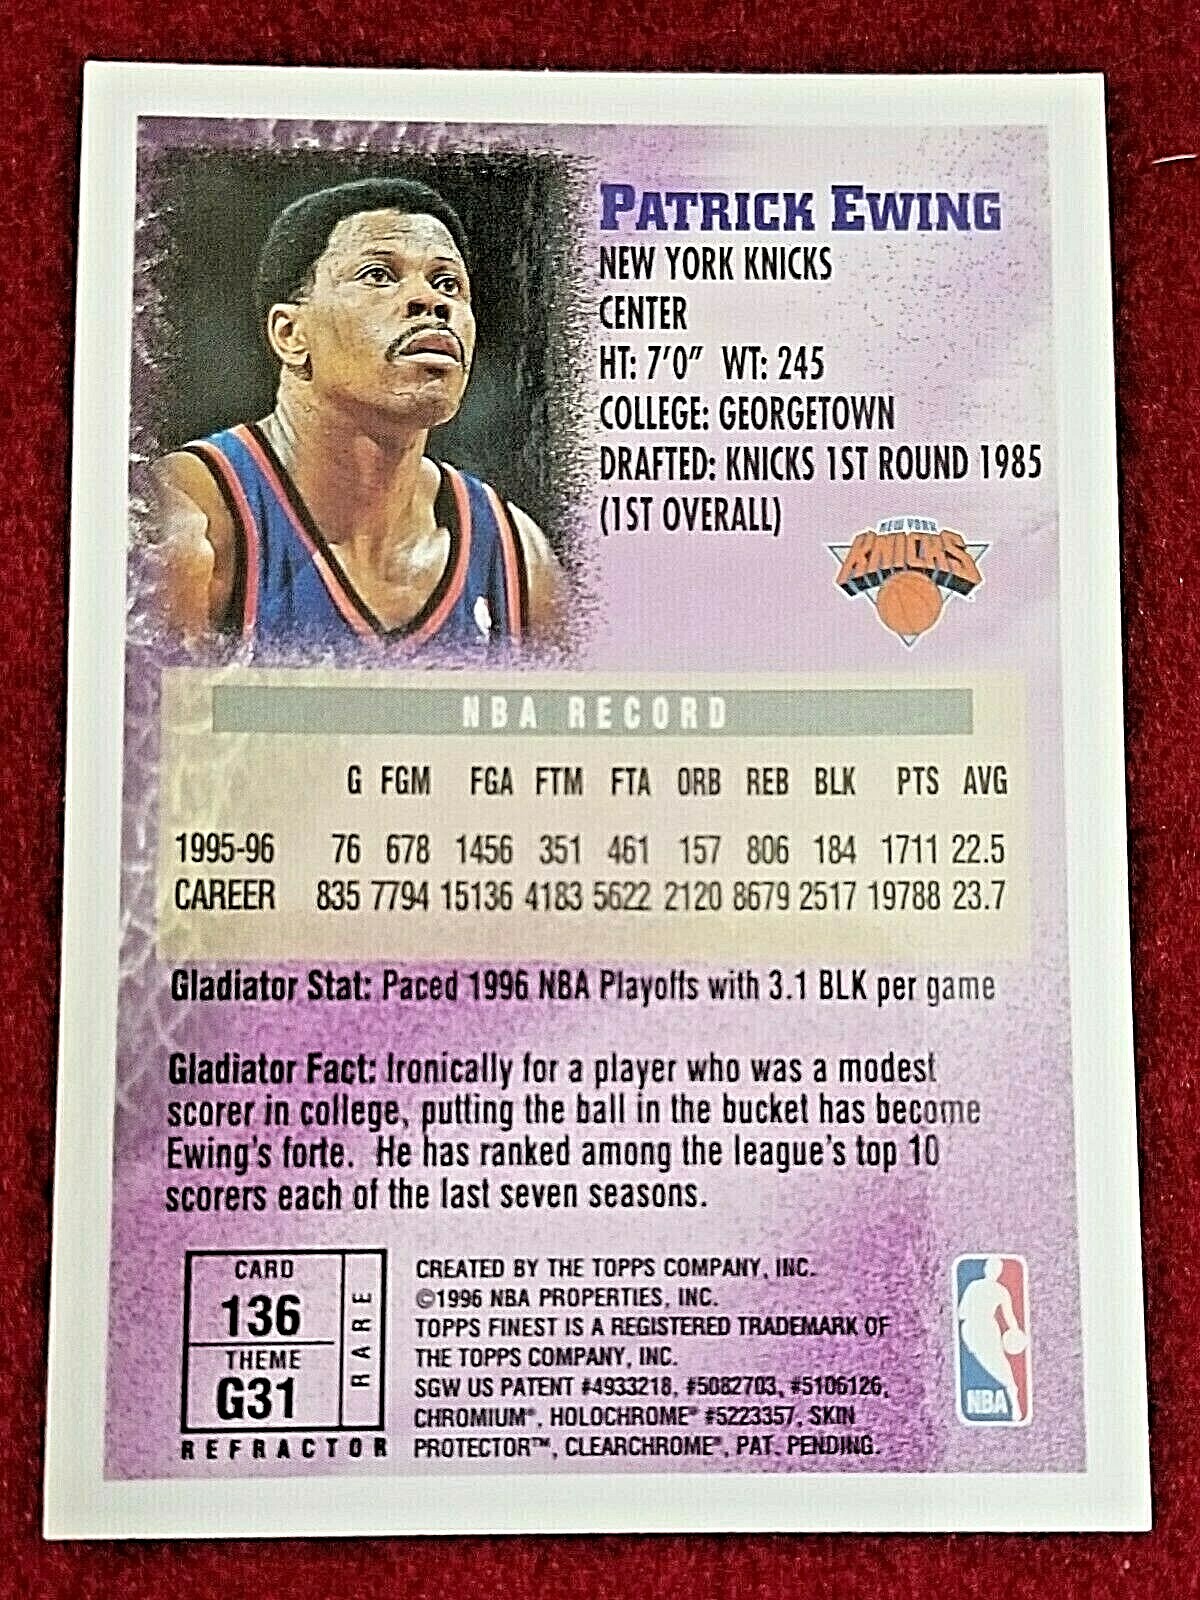 PATRICK EWING
NEW YORK KNICKS
CENTER
HT: 7'0" WT: 245
COLLEGE: GEORGETOWN
DRAFTED: KNICKS 1ST ROUND 1985
(1ST OVERALL)
NEW YORK
KNICKS
NBA RECORD
G FGM FGA FTM FTA ORB REB BLK PTS AVG
1995-96 76 678 1456 351 461 157 806 184 1711 22.5
CAREER 835 7794 15136 4183 5622 2120 8679 2517 19788 23.7
Gladiator Stat: Paced 1996 NBA Playoffs with 3.1 BLK per game
Gladiator Fact: Ironically for a player who was a modest
scorer in college, putting the ball in the bucket has become
Ewing's forte. He has ranked among the league's top 10
scorers each of the last seven seasons.
CARD
136
THEME
G31
RARE
REFRACTOR
CREATED BY THE TOPPS COMPANY, INC.
©1996 NBA PROPERTIES, INC.
TOPPS FINEST IS A REGISTERED TRADEMARK OF
THE TOPPS COMPANY, INC.
SGW US PATENT #4933218, #5082703, #5106126,
CHROMIUM®, HOLOCHROME® #5223357, SKIN
PROTECTOR™, CLEARCHROME®, PAT. PENDING.
NBA